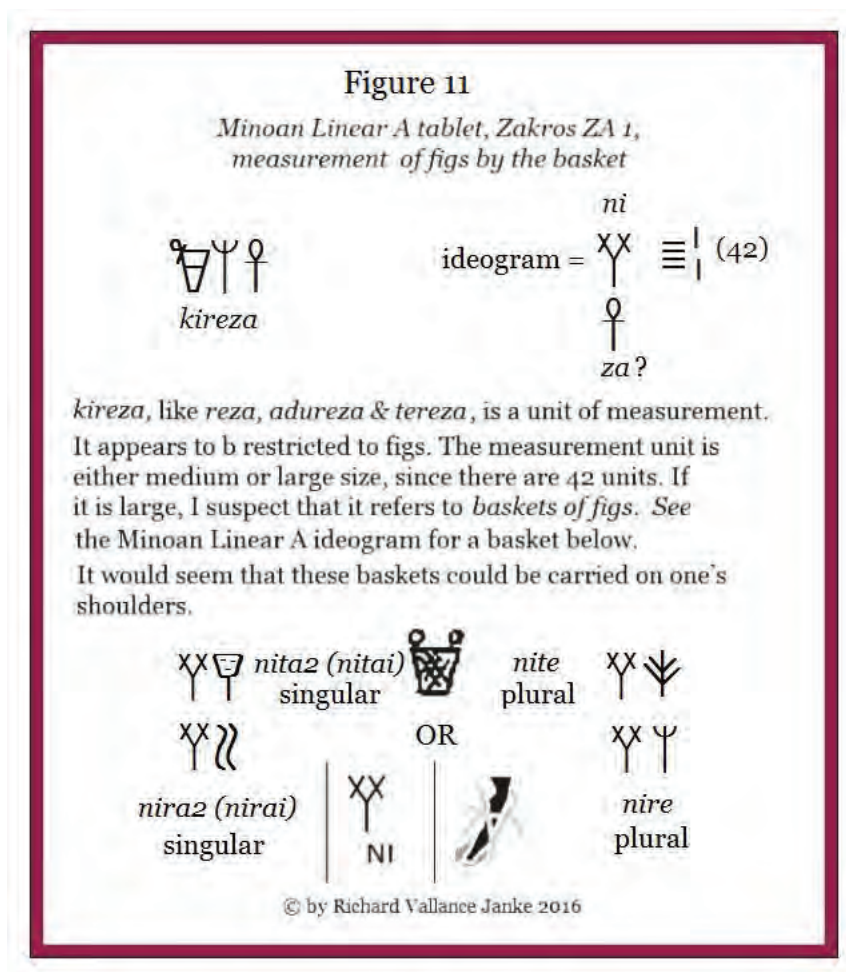 Figure 11
Minoan Linear A tablet, Zakros ZA 1,
measurement of figs by the basket
ni
ideogram = (42)
kireza
za?
kireza, like reza, adureza & tereza, is a unit of measurement.
It appears to b restricted to figs. The measurement unit is
either medium or large size, since there are 42 units. If
it is large, I suspect that it refers to baskets of figs. See
the Minoan Linear A ideogram for a basket below.
It would seem that these baskets could be carried on one's
shoulders.
nita2 (nitai) nite
singular plural
OR
nira2 (nirai) nire
singular NI plural
© by Richard Vallance Janke 2016